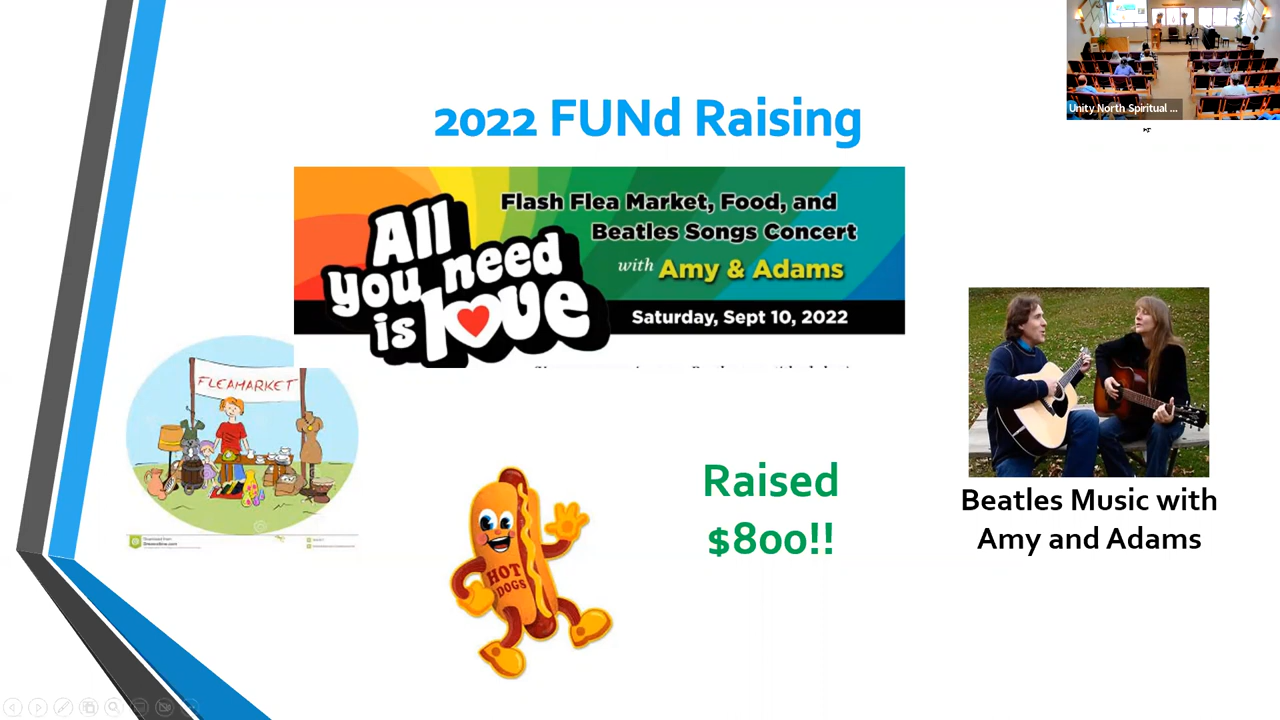 Unity North Spiritual ...
2022 FUNd Raising
All
you need
is love
Flash Flea Market, Food, and
Beatles Songs Concert
with Amy & Adams
Saturday, Sept 10, 2022
FLEAMARKET
HOT
DOGS
Raised
$800!!
Beatles Music with
Amy and Adams